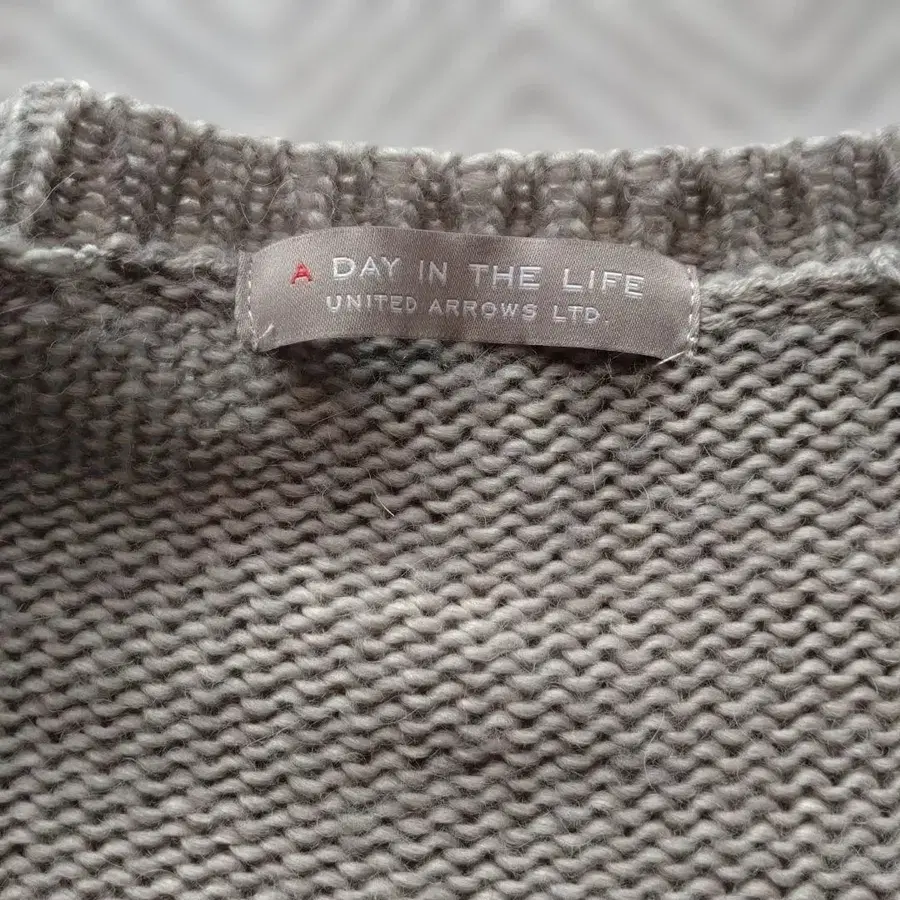 A DAY IN THE LIFE
UNITED ARROWS LTD.